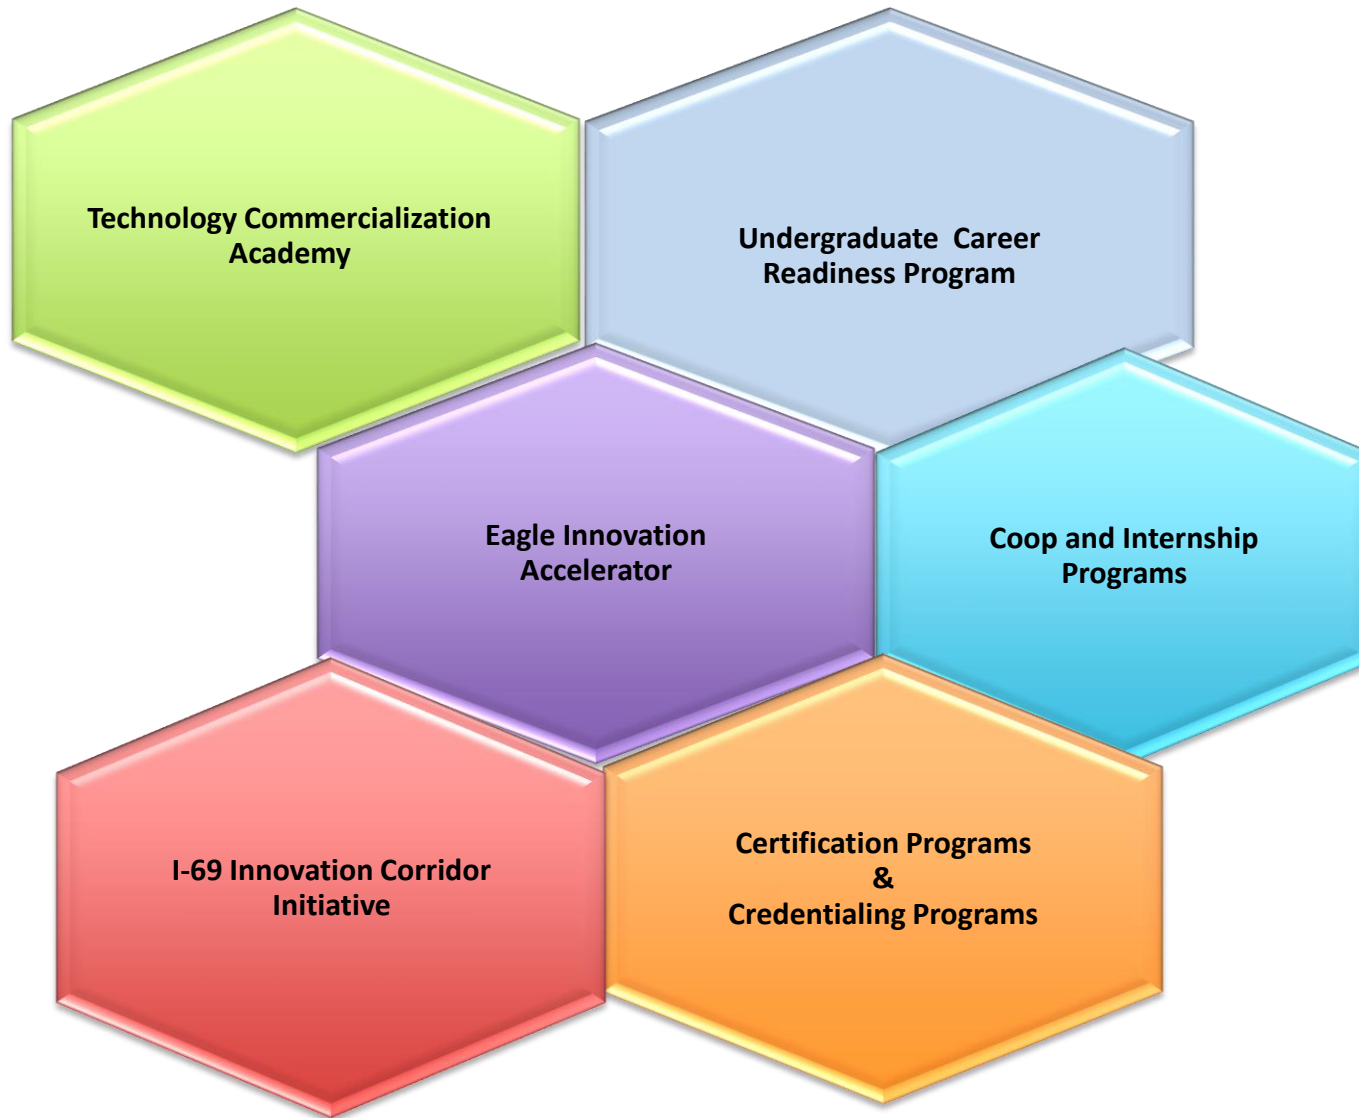 Technology Commercialization
Academy
Undergraduate Career
Readiness Program
Eagle Innovation
Accelerator
Coop and Internship
Programs
I-69 Innovation Corridor
Initiative
Certification Programs
&
Credentialing Programs